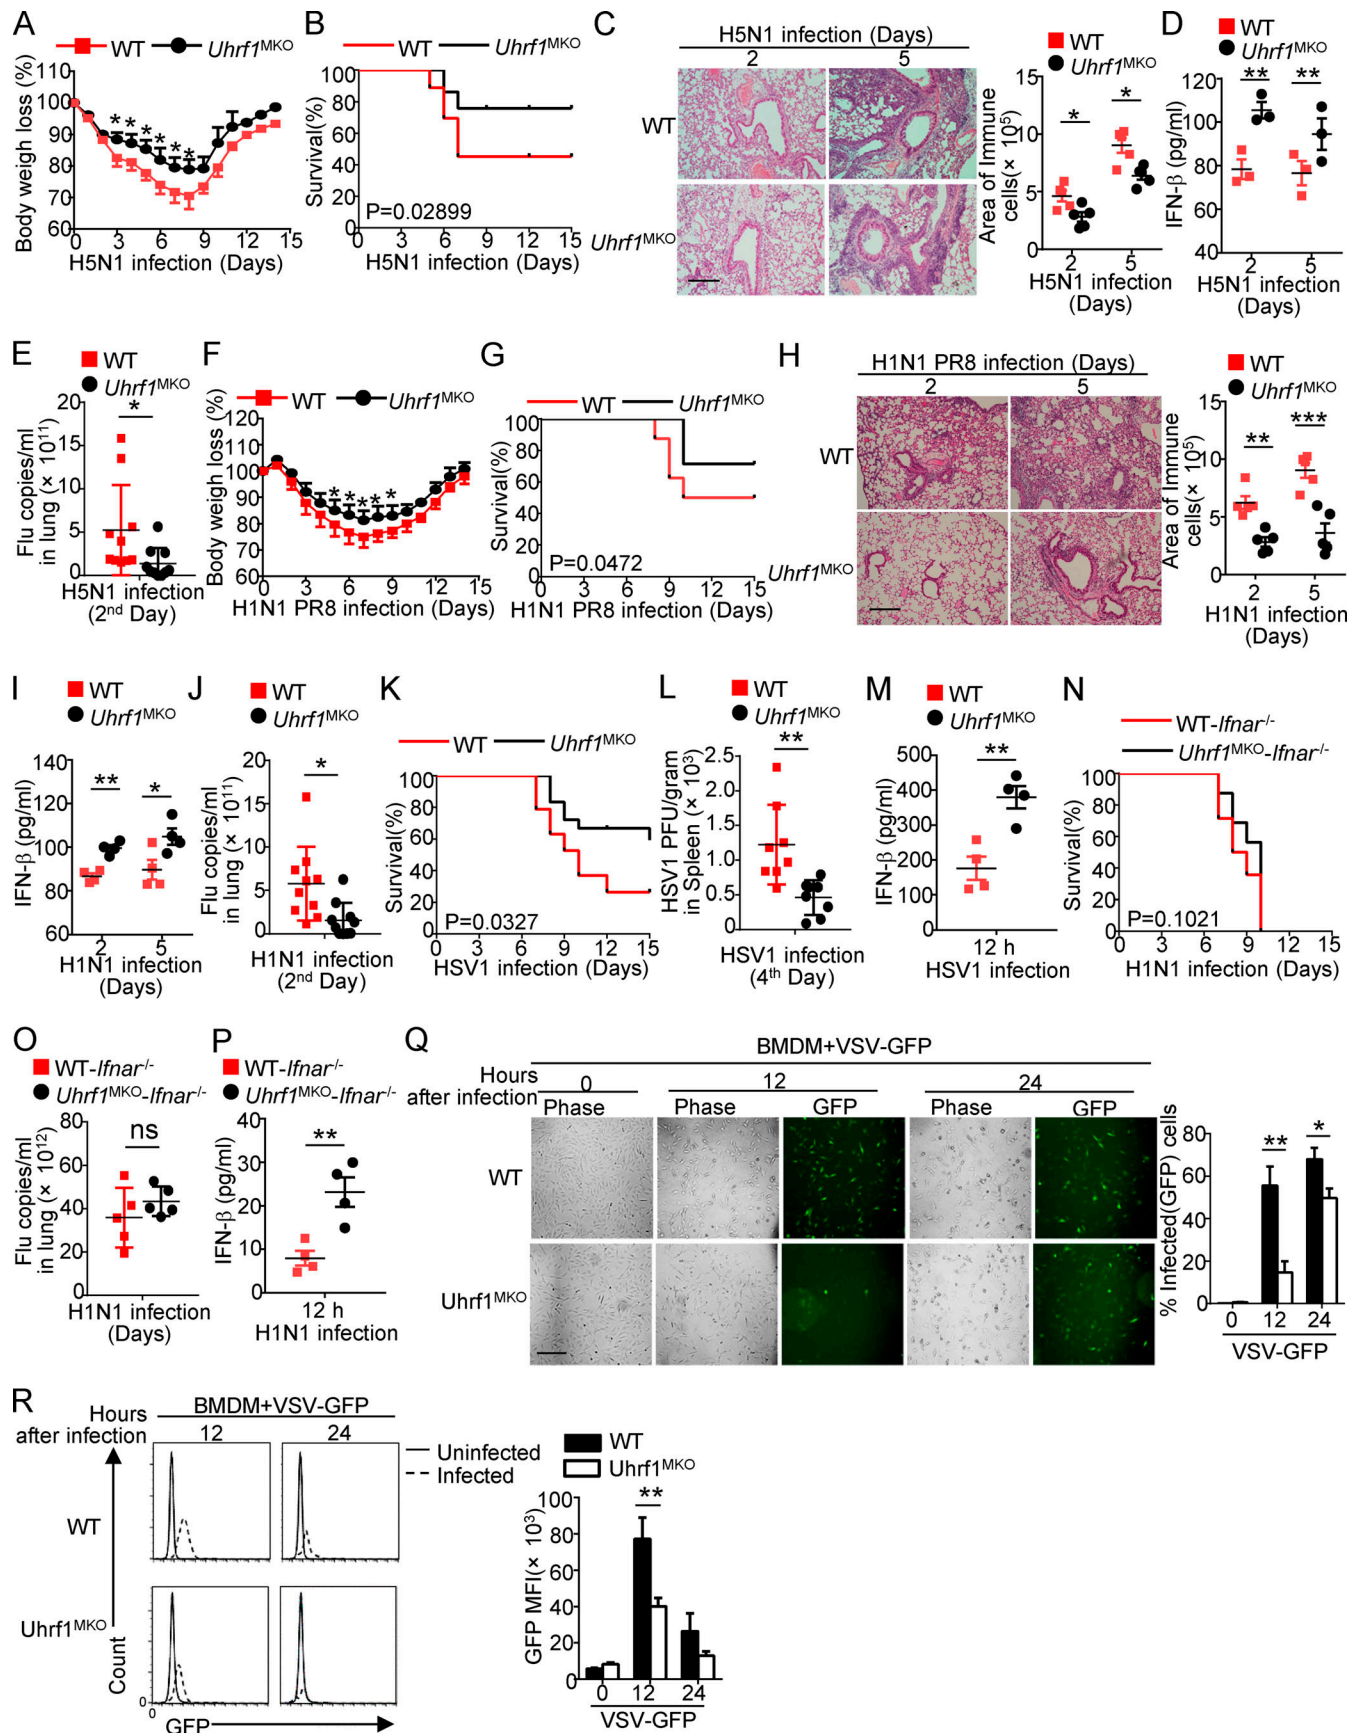 A
WT
Uhrf1MKO
Body weigh loss (%)
110
100
90
80
70
60
* * * * * *
0 3 6 9 12 15
H5N1 infection (Days)
B
WT
Uhrf1MKO
Survival(%)
100
80
60
40
20
0
P=0.02899
0 3 6 9 12 15
H5N1 infection (Days)
C
H5N1 infection (Days)
2 5
WT
Uhrf1MKO
WT
Uhrf1MKO
Area of Immune
cells(× 10⁵)
15
10
5
0
* *
2 5
H5N1 infection
(Days)
D
WT
Uhrf1MKO
IFN-β (pg/ml)
120
100
80
60
40
** **
2 5
H5N1 infection
(Days)
E
WT
Uhrf1MKO
Flu copies/ml
in lung (× 10¹¹)
20
15
10
5
0
*
H5N1 infection
(2nd Day)
F
WT
Uhrf1MKO
Body weigh loss (%)
120
110
100
90
80
70
60
* * * * *
0 3 6 9 12 15
H1N1 PR8 infection (Days)
G
WT
Uhrf1MKO
Survival(%)
100
80
60
40
20
0
P=0.0472
0 3 6 9 12 15
H1N1 PR8 infection (Days)
H
H1N1 PR8 infection (Days)
2 5
WT
Uhrf1MKO
WT
Uhrf1MKO
Area of Immune
cells(× 10⁵)
15
10
5
0
** ***
2 5
H1N1 infection
(Days)
I
WT
Uhrf1MKO
IFN-β (pg/ml)
140
120
100
80
60
** *
2 5
H1N1 infection
(Days)
J
WT
Uhrf1MKO
Flu copies/ml
in lung (× 10¹¹)
20
15
10
5
0
*
H1N1 infection
(2nd Day)
K
WT
Uhrf1MKO
Survival(%)
100
80
60
40
20
0
P=0.0327
0 3 6 9 12 15
HSV1 infection (Days)
L
WT
Uhrf1MKO
HSV1 PFU/gram
in Spleen (× 10³)
2.5
2.0
1.5
1.0
0.5
0
**
HSV1 infection
(4th Day)
M
WT
Uhrf1MKO
IFN-β (pg/ml)
500
400
300
200
100
0
**
12 h
HSV1 infection
N
WT-Ifnar-/-
Uhrf1MKO-Ifnar-/-
Survival(%)
100
80
60
40
20
0
P=0.1021
0 3 6 9 12 15
H1N1 infection (Days)
O
WT-Ifnar-/-
Uhrf1MKO-Ifnar-/-
Flu copies/ml
in lung (× 10¹²)
80
60
40
20
0
ns
H1N1 infection
(Days)
P
WT-Ifnar-/-
Uhrf1MKO-Ifnar-/-
IFN-β (pg/ml)
40
30
20
10
0
**
12 h
H1N1 infection
Q
BMDM+VSV-GFP
Hours
after infection
0 12 24
Phase Phase GFP Phase GFP
WT
Uhrf1MKO
% Infected(GFP) cells
80
60
40
20
0
** *
0 12 24
VSV-GFP
R
Hours
after infection
BMDM+VSV-GFP
12 24
Uninfected
Infected
WT
Uhrf1MKO
Count
0
GFP
WT
Uhrf1MKO
GFP MFI(× 10³)
100
80
60
40
20
0
**
0 12 24
VSV-GFP